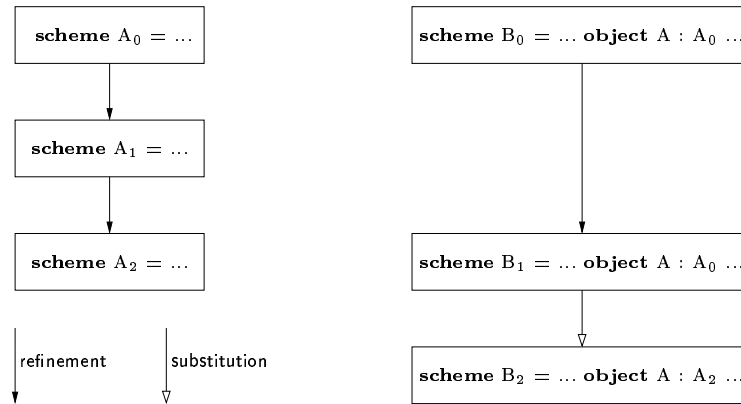 scheme A₀ = ...
scheme B₀ = ... object A : A₀ ...
scheme A₁ = ...
scheme A₂ = ...
scheme B₁ = ... object A : A₀ ...
refinement
substitution
scheme B₂ = ... object A : A₂ ...